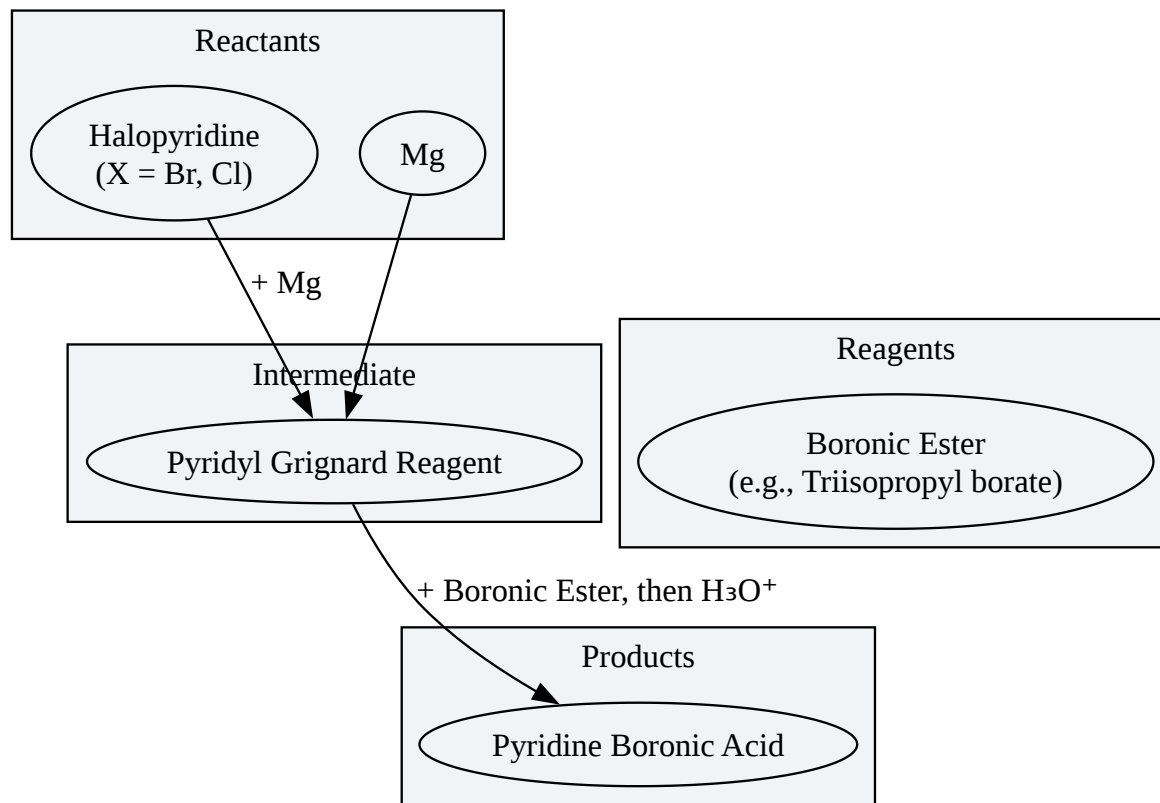 Reactants
Halopyridine
(X = Br, Cl)
Mg
+ Mg
Intermediate
Pyridyl Grignard Reagent
Reagents
Boronic Ester
(e.g., Triisopropyl borate)
+ Boronic Ester, then H₃O⁺
Products
Pyridine Boronic Acid